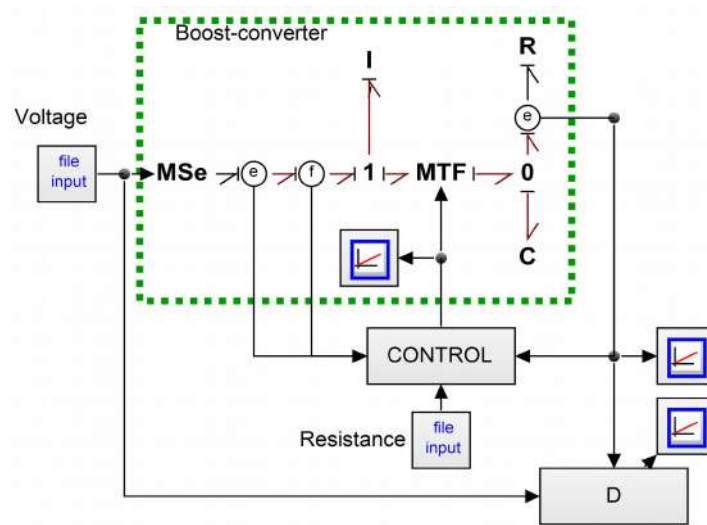 Boost-converter
R
I
Voltage
e
file
input
MSe
e
f
1
MTF
0
C
CONTROL
Resistance
file
input
D